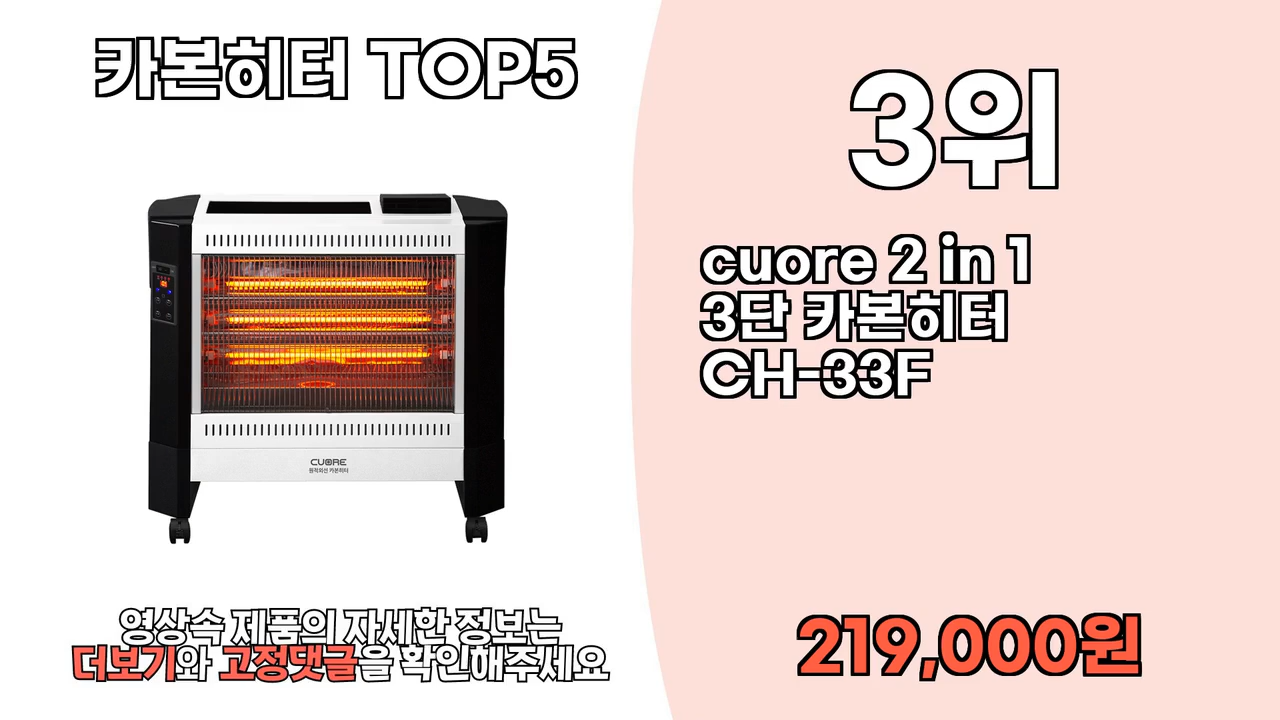 카본히터 TOP5
3위
cuore 2 in 1
3단 카본히터
CH-33F
CUORE
원적외선 카본히터
영상속 제품의 자세한 정보는
더보기와 고정댓글을 확인해주세요
219,000원